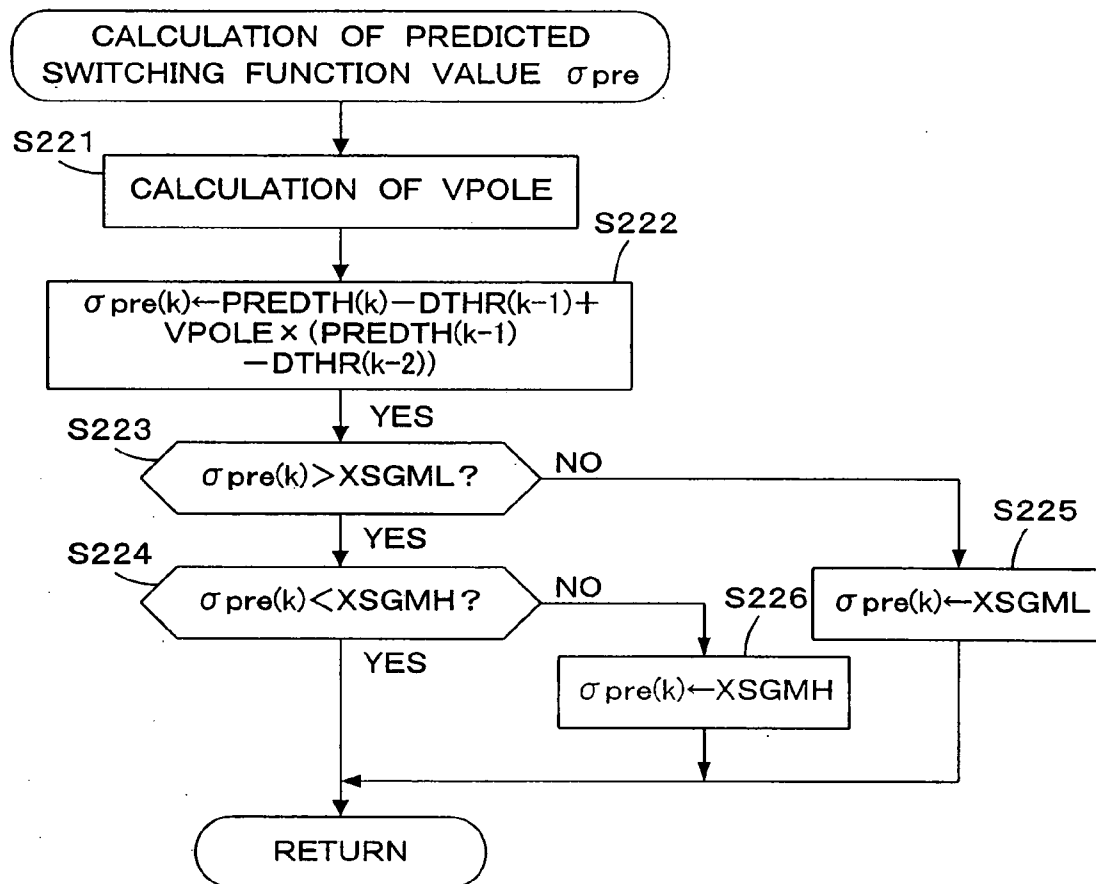 CALCULATION OF PREDICTED
SWITCHING FUNCTION VALUE σpre
S221
CALCULATION OF VPOLE
S222
σpre(k)←PREDTH(k)−DTHR(k-1)+
VPOLE×(PREDTH(k-1)
−DTHR(k-2))
YES
S223
σpre(k)>XSGML?
NO
YES
S225
σpre(k)←XSGML
S224
σpre(k)<XSGMH?
NO
YES
S226
σpre(k)←XSGMH
RETURN